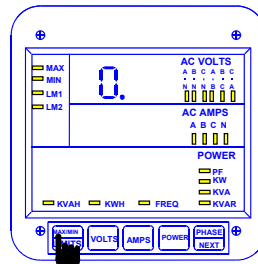 MAX
MIN
LM1
LM2
0.
AC VOLTS
A B C A B C
N N N B C A
AC AMPS
A B C N
POWER
PF
KW
KVA
KVAR
KVAH
KWH
FREQ
MAX/MIN
VOLTS
AMPS
POWER
PHASE
NEXT